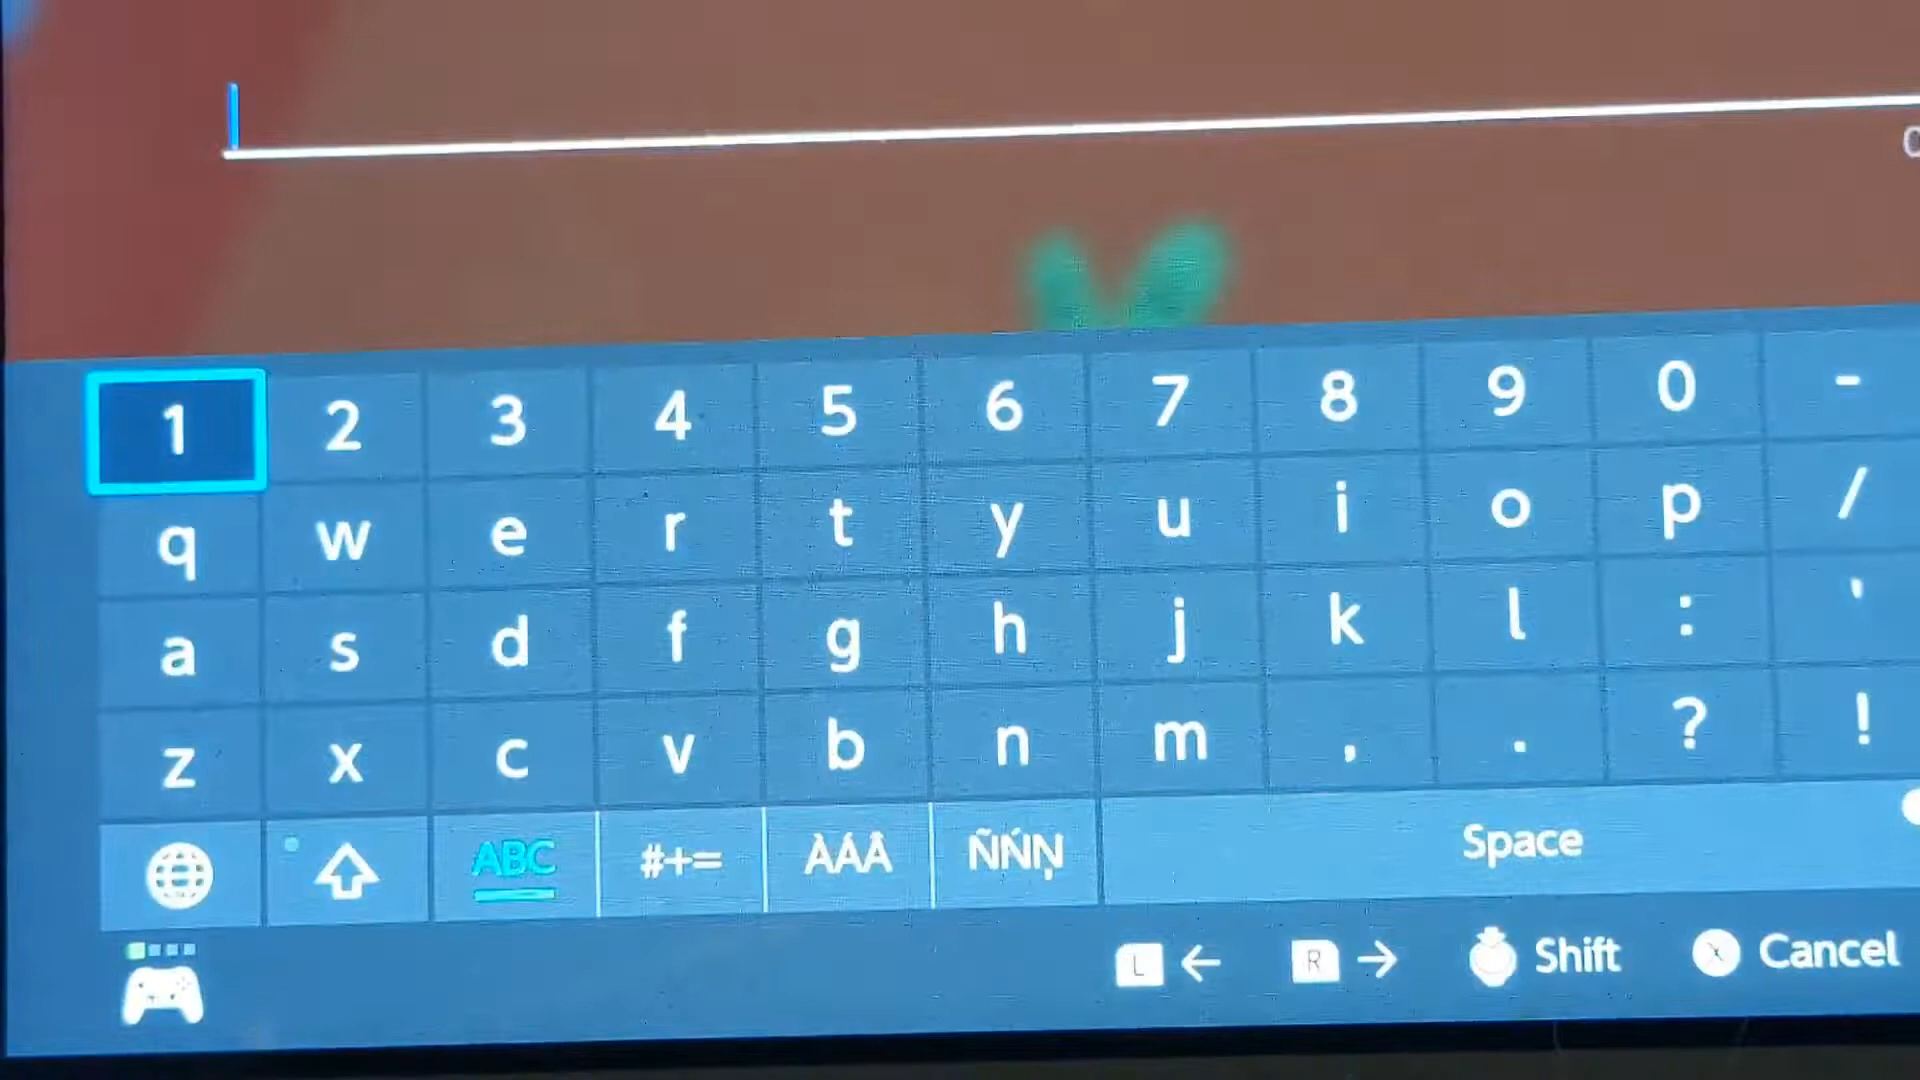 1 2 3 4 5 6 7 8 9 0 -
q w e r t y u i o p /
a s d f g h j k l : '
z x c v b n m , . ? !
ABC #+= ÀÁÂ ÑŃŅ Space
L ← R → Shift X Cancel